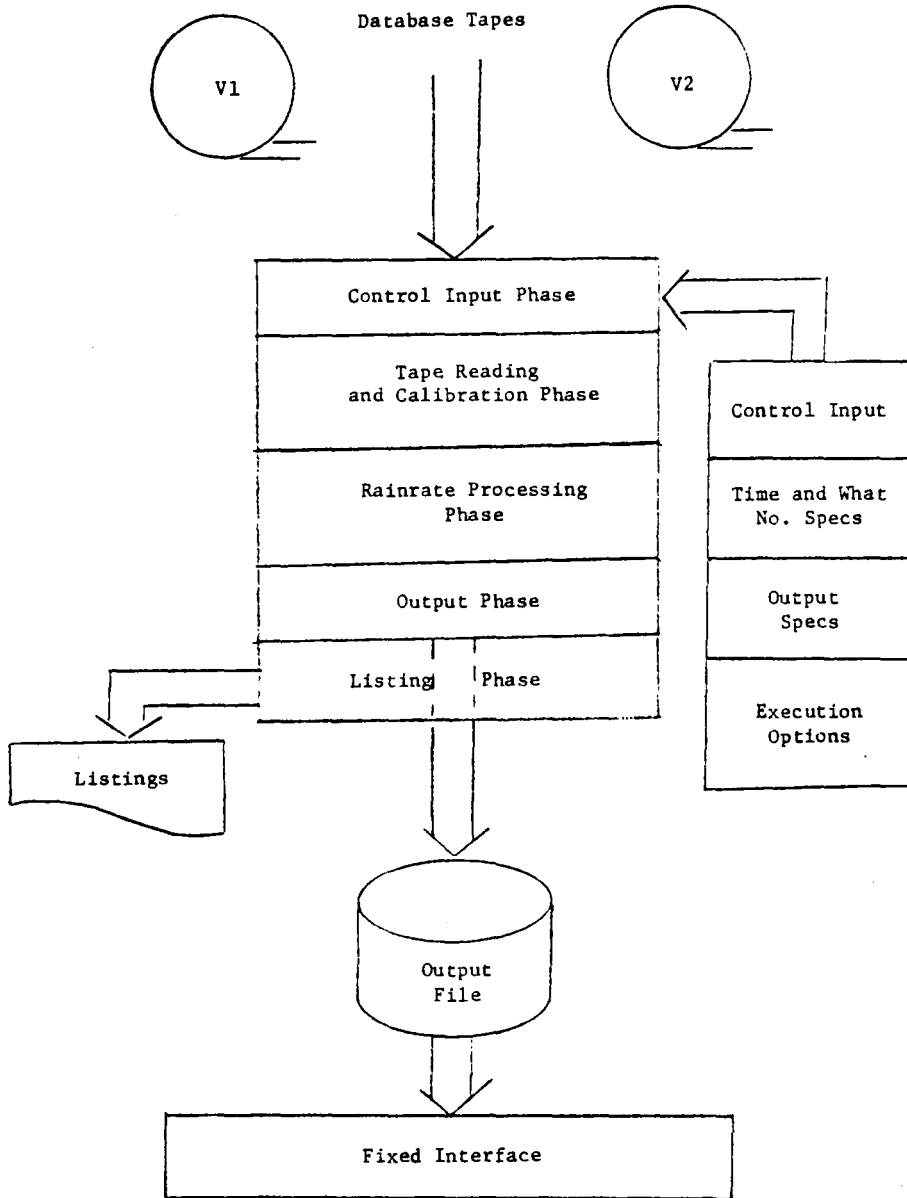 Database Tapes
V1
V2
Control Input Phase
Tape Reading
and Calibration Phase
Rainrate Processing
Phase
Output Phase
Listing Phase
Control Input
Time and What
No. Specs
Output
Specs
Execution
Options
Listings
Output
File
Fixed Interface